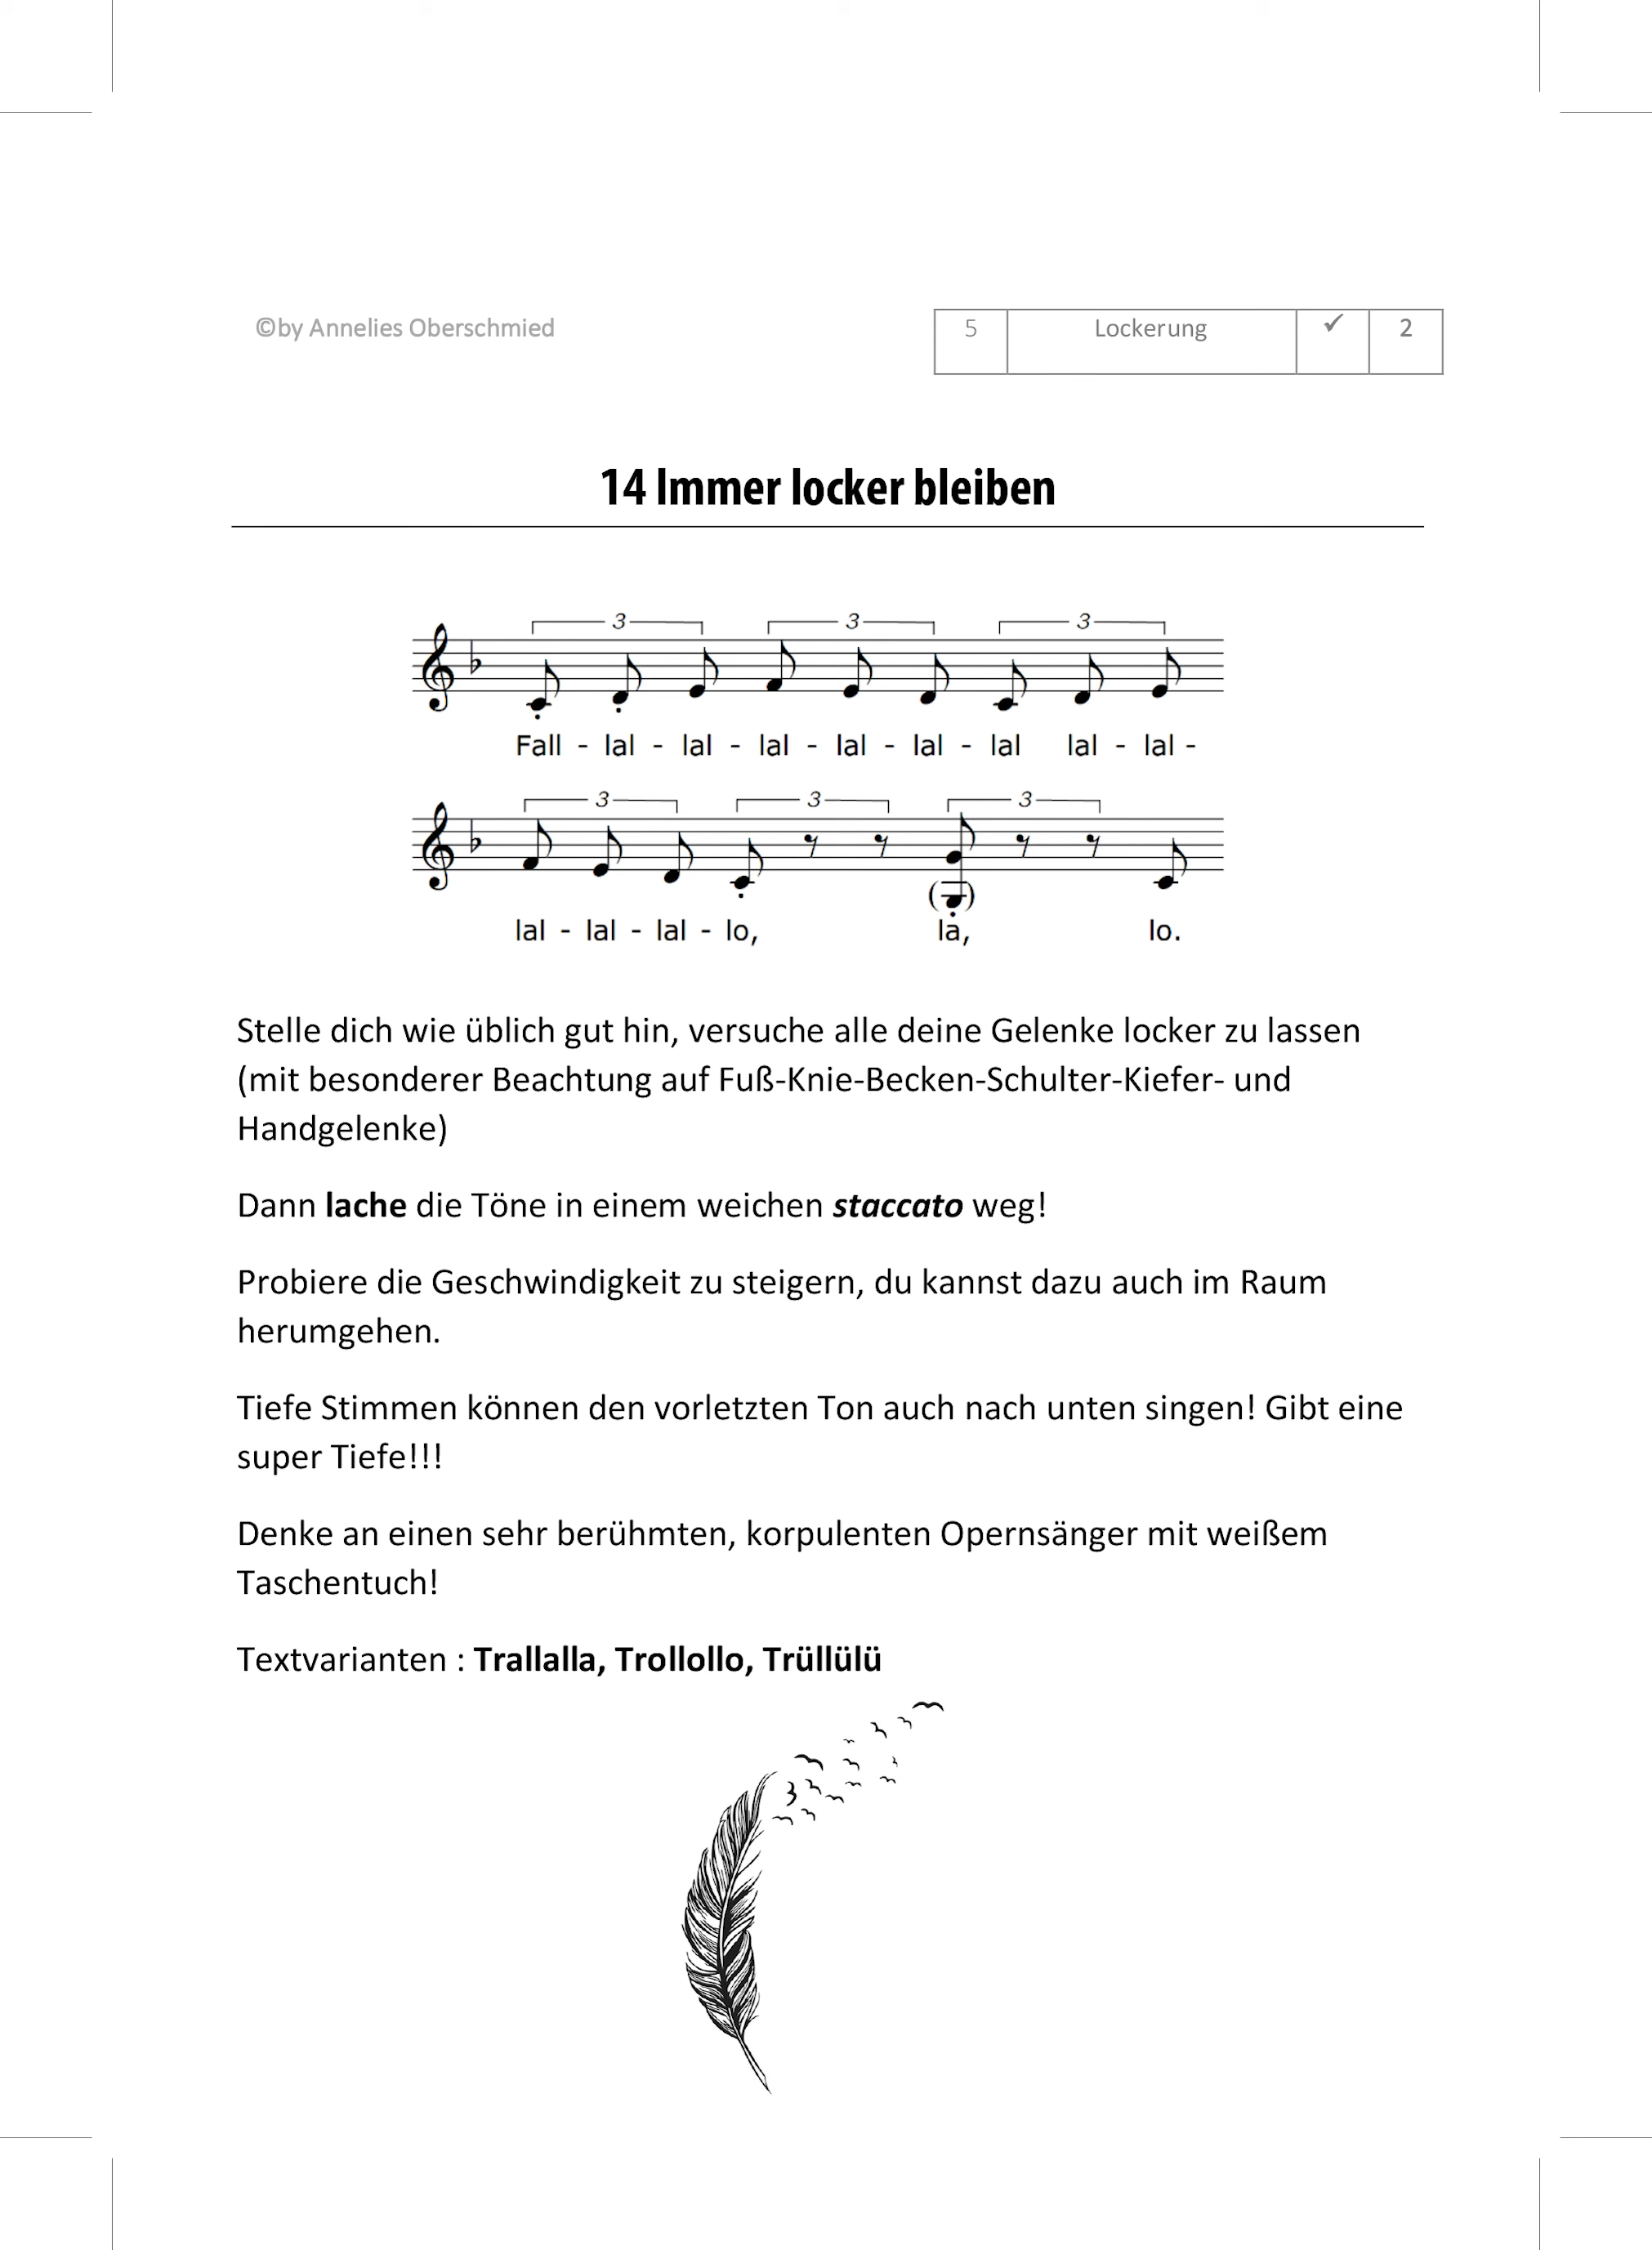 ©by Annelies Oberschmied
5 Lockerung ✓ 2
14 Immer locker bleiben
3 3 3
Fall - lal - lal - lal - lal - lal - lal lal - lal -
3 3 3
lal - lal - lal - lo, la, lo.
Stelle dich wie üblich gut hin, versuche alle deine Gelenke locker zu lassen
(mit besonderer Beachtung auf Fuß-Knie-Becken-Schulter-Kiefer- und
Handgelenke)
Dann lache die Töne in einem weichen staccato weg!
Probiere die Geschwindigkeit zu steigern, du kannst dazu auch im Raum
herumgehen.
Tiefe Stimmen können den vorletzten Ton auch nach unten singen! Gibt eine
super Tiefe!!!
Denke an einen sehr berühmten, korpulenten Opernsänger mit weißem
Taschentuch!
Textvarianten : Trallalla, Trollollo, Trüllülü